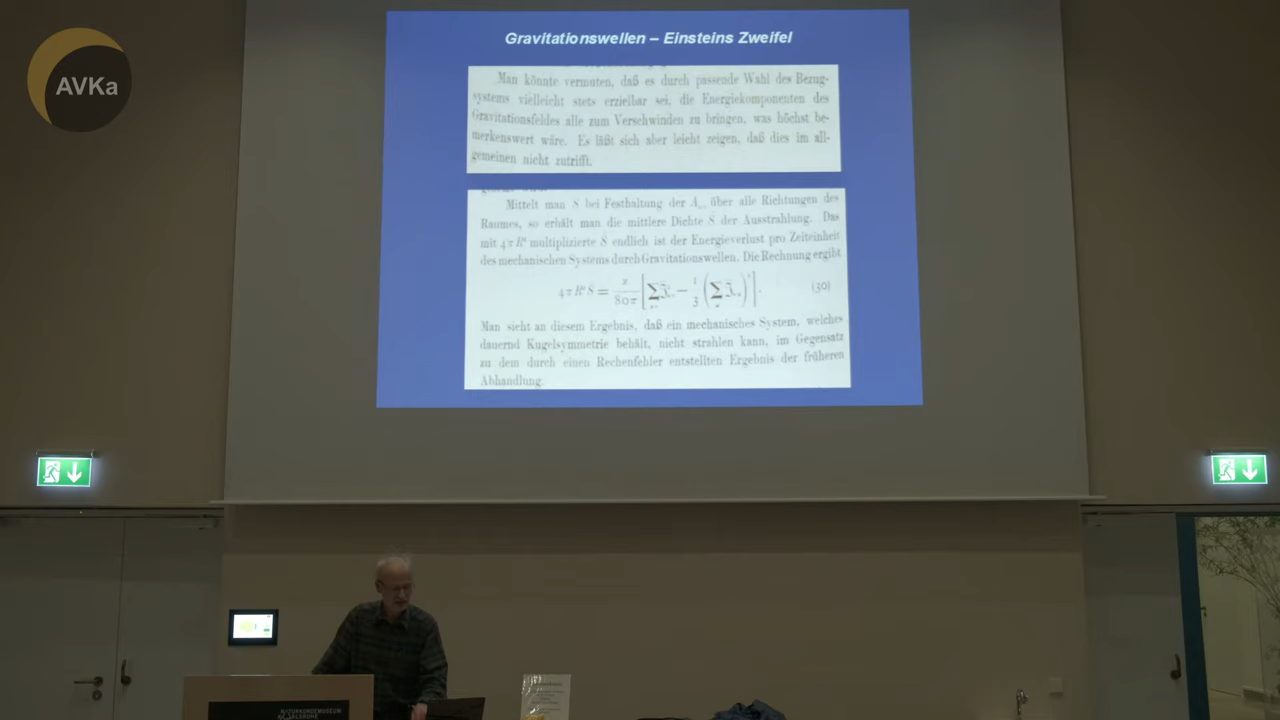 AVKa
Gravitationswellen – Einsteins Zweifel
Man könnte vermuten, daß es durch passende Wahl des Bezug-
systems vielleicht stets erzielbar sei, die Energiekomponenten des
Gravitationsfeldes alle zum Verschwinden zu bringen, was höchst be-
merkenswert wäre. Es läßt sich aber leicht zeigen, daß dies im all-
gemeinen nicht zutrifft.
Mittelt man S bei Festhaltung der über alle Richtungen des
Raumes, so erhält man die mittlere Dichte S̄ der Ausstrahlung. Das
mit 4πR² multiplizierte S̄ endlich ist der Energieverlust pro Zeiteinheit
des mechanischen Systems durch Gravitationswellen. Die Rechnung ergibt
4πR²S̄ = (30)
Man sieht an diesem Ergebnis, daß ein mechanisches System, welches
dauernd Kugelsymmetrie behält, nicht strahlen kann, im Gegensatz
zu dem durch einen Rechenfehler entstellten Ergebnis der früheren
Abhandlung.
NATURKUNDEMUSEUM
KARLSRUHE